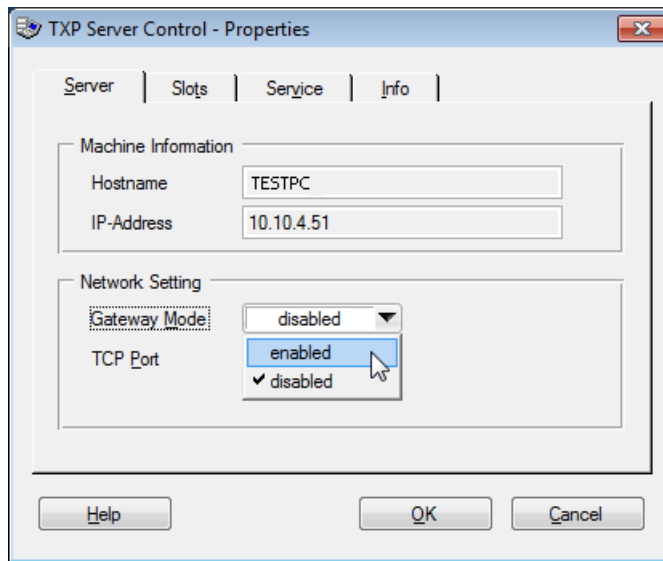 TXP Server Control - Properties
Server Slots Service Info
Machine Information
Hostname TESTPC
IP-Address 10.10.4.51
Network Setting
Gateway Mode disabled
enabled
TCP Port
disabled
Help OK Cancel